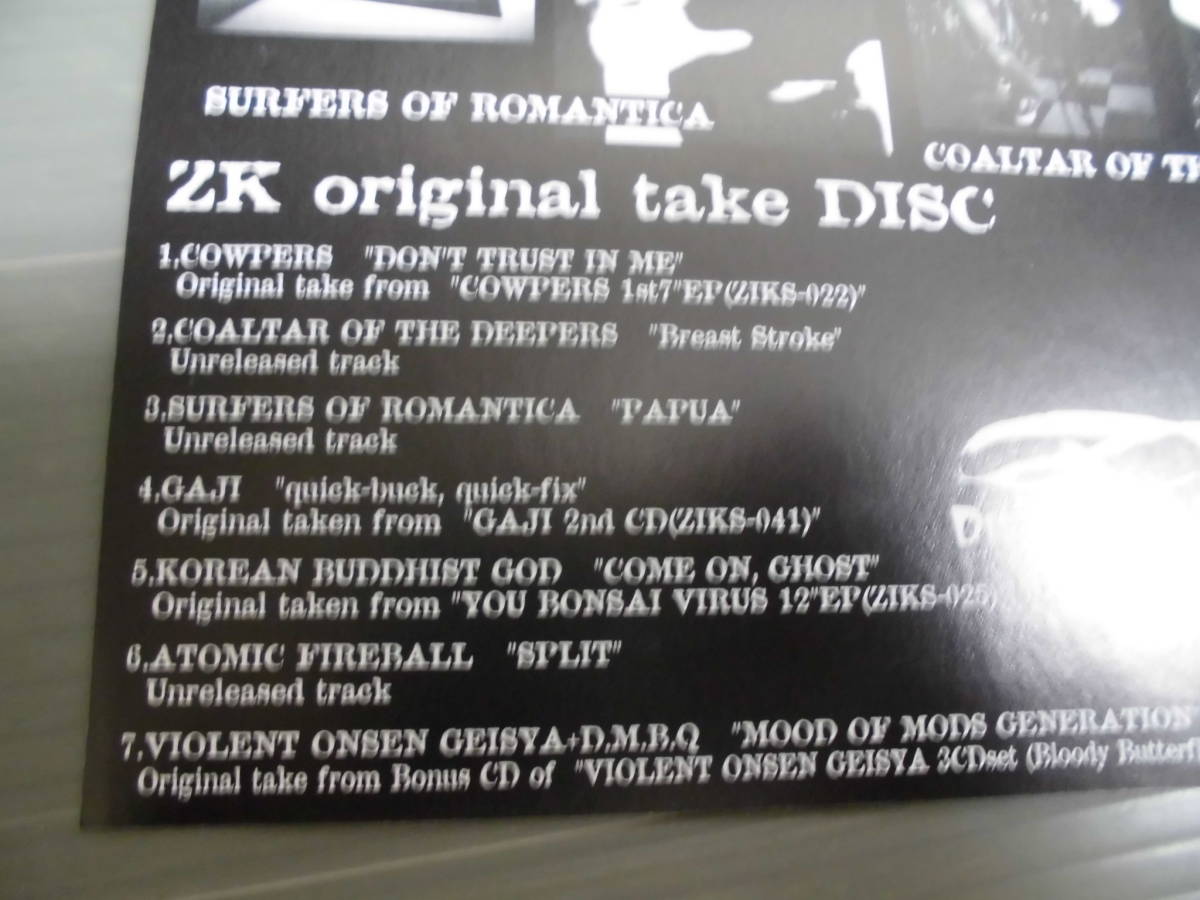 SURFERS OF ROMANTICA
COALTAR OF
ZK original take DISC
1.COWPERS "DON'T TRUST IN ME"
Original take from "COWPERS 1st7"EP(ZIKS-022)"
2.COALTAR OF THE DEEPERS "Breast Stroke"
Unreleased track
3.SURFERS OF ROMANTICA "PAPUA"
Unreleased track
4.GAJI "quick-buck, quick-fix"
Original taken from "GAJI 2nd CD(ZIKS-041)"
5.KOREAN BUDDHIST GOD "COME ON, GHOST"
Original taken from "YOU BONSAI VIRUS 12"EP(ZIKS-025)
6.ATOMIC FIREBALL "SPLIT"
Unreleased track
7.VIOLENT ONSEN GEISYA+D.M.B.Q "MOOD OF MODS GENERATION
Original take from Bonus CD of "VIOLENT ONSEN GEISYA 3CDset (Bloody